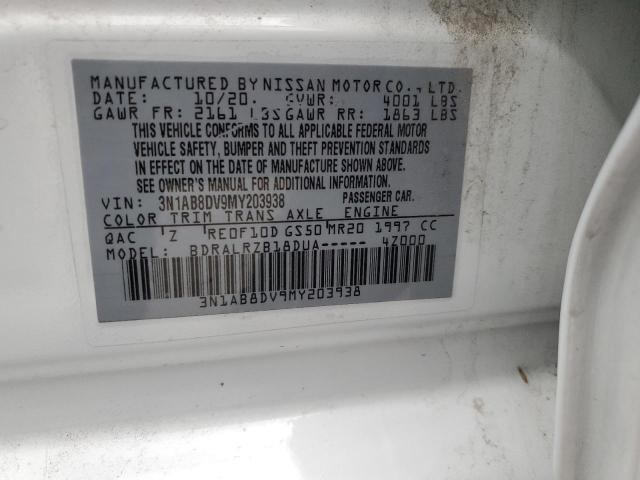 MANUFACTURED BY NISSAN MOTOR CO., LTD.
DATE: 10/20. GVWR: 4001 LBS
GAWR FR: 2161 LBS GAWR RR: 1863 LBS
THIS VEHICLE CONFORMS TO ALL APPLICABLE FEDERAL MOTOR
VEHICLE SAFETY, BUMPER AND THEFT PREVENTION STANDARDS
IN EFFECT ON THE DATE OF MANUFACTURE SHOWN ABOVE.
SEE OWNER'S MANUAL FOR ADDITIONAL INFORMATION.
VIN: 3N1AB8DV9MY203938 PASSENGER CAR.
COLOR TRIM TRANS AXLE ENGINE
QAC Z RE0F10D GS50 MR20 1997 CC
MODEL: BDRALRZB18DUA----- 4Z000
3N1AB8DV9MY203938